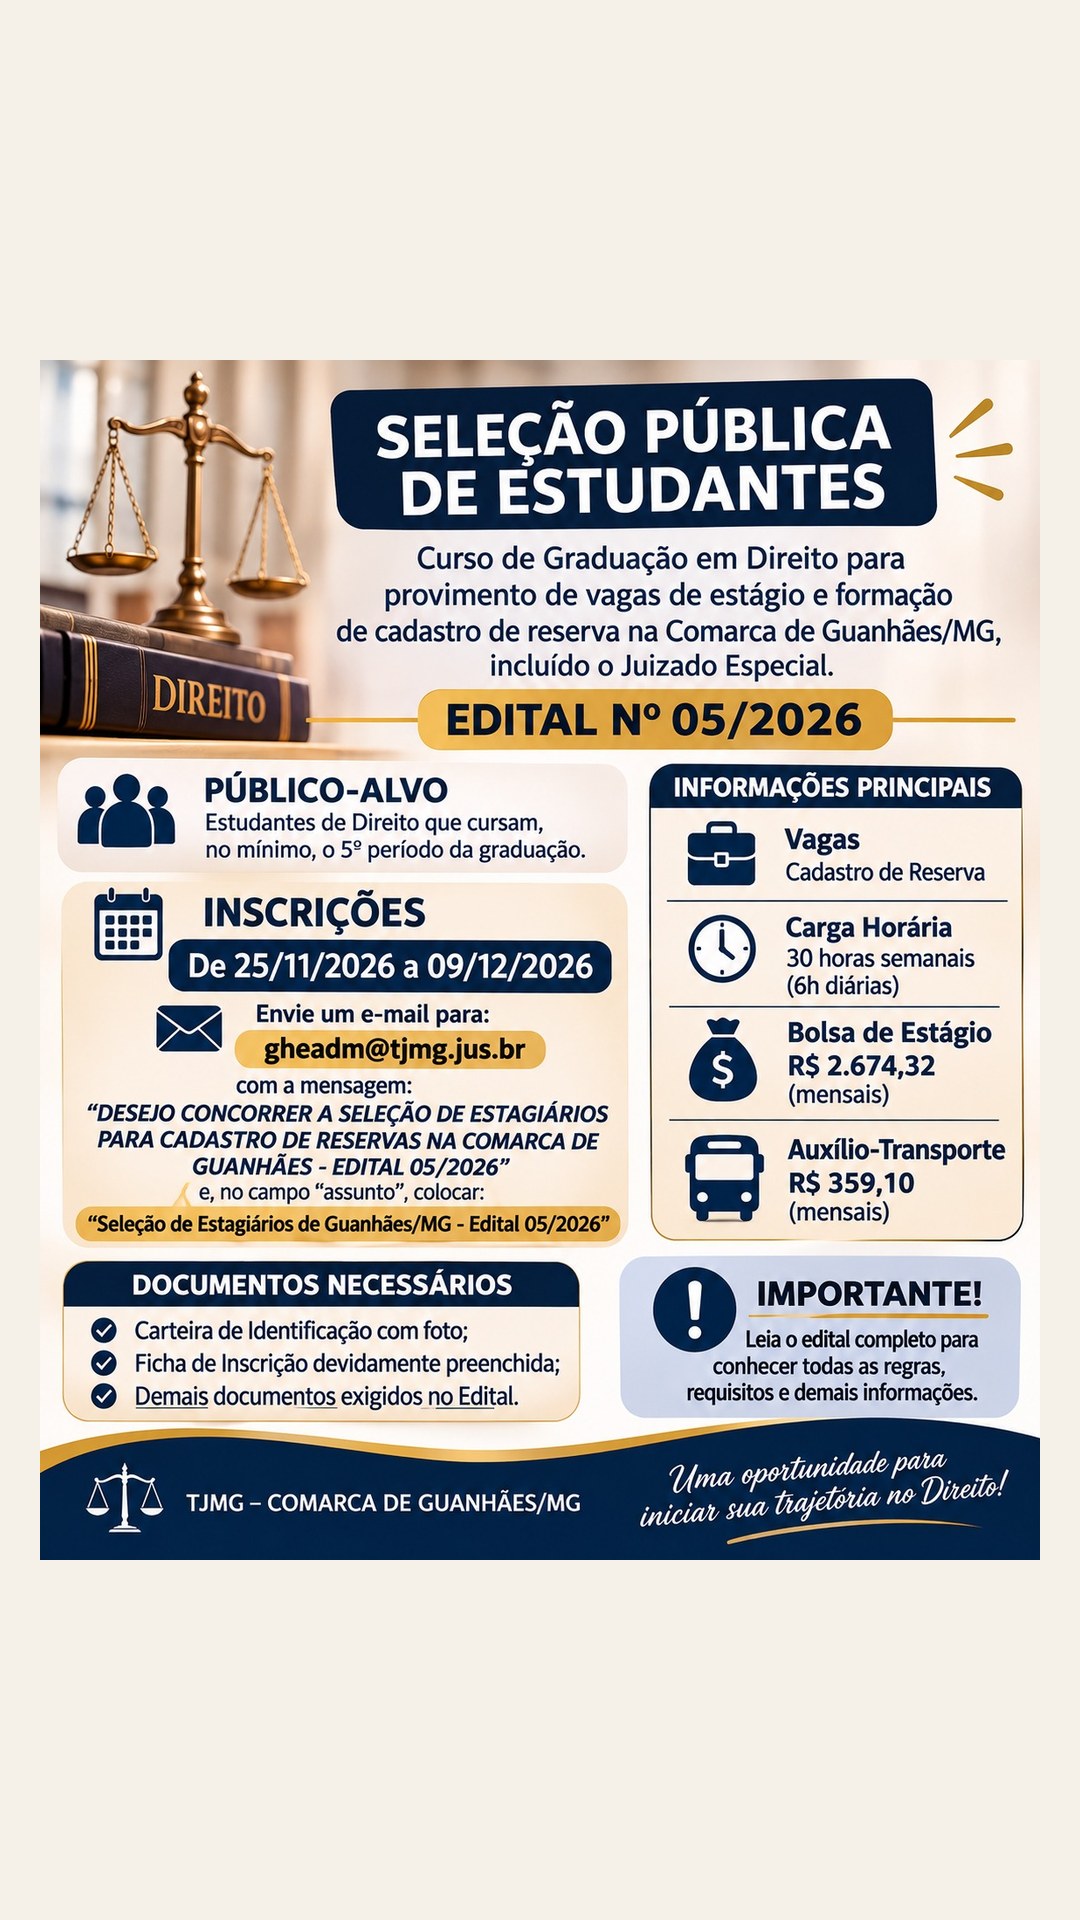 SELEÇÃO PÚBLICA
DE ESTUDANTES
Curso de Graduação em Direito para
provimento de vagas de estágio e formação
de cadastro de reserva na Comarca de Guanhães/MG,
incluído o Juizado Especial.
DIREITO
EDITAL Nº 05/2026
PÚBLICO-ALVO
Estudantes de Direito que cursam,
no mínimo, o 5º período da graduação.
INSCRIÇÕES
De 25/11/2026 a 09/12/2026
Envie um e-mail para:
gheadm@tjmg.jus.br
com a mensagem:
“DESEJO CONCORRER A SELEÇÃO DE ESTAGIÁRIOS
PARA CADASTRO DE RESERVAS NA COMARCA DE
GUANHÃES - EDITAL 05/2026”
e, no campo “assunto”, colocar:
“Seleção de Estagiários de Guanhães/MG - Edital 05/2026”
INFORMAÇÕES PRINCIPAIS
Vagas
Cadastro de Reserva
Carga Horária
30 horas semanais
(6h diárias)
Bolsa de Estágio
R$ 2.674,32
(mensais)
Auxílio-Transporte
R$ 359,10
(mensais)
DOCUMENTOS NECESSÁRIOS
Carteira de Identificação com foto;
Ficha de Inscrição devidamente preenchida;
Demais documentos exigidos no Edital.
IMPORTANTE!
Leia o edital completo para
conhecer todas as regras,
requisitos e demais informações.
TJMG – COMARCA DE GUANHÃES/MG
Uma oportunidade para
iniciar sua trajetória no Direito!